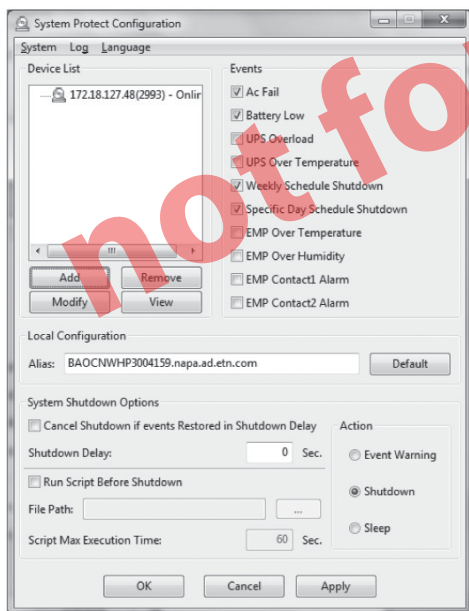 System Protect Configuration
System Log Language
Device List
172.18.127.48(2993) - Onlir
Add Remove
Modify View
Events
Ac Fail
Battery Low
UPS Overload
UPS Over Temperature
Weekly Schedule Shutdown
Specific Day Schedule Shutdown
EMP Over Temperature
EMP Over Humidity
EMP Contact1 Alarm
EMP Contact2 Alarm
Local Configuration
Alias: BAOCNWHP3004159.napa.ad.etn.com Default
System Shutdown Options
Cancel Shutdown if events Restored in Shutdown Delay
Shutdown Delay: 0 Sec.
Run Script Before Shutdown
File Path: ...
Script Max Execution Time: 60 Sec.
Action
Event Warning
Shutdown
Sleep
OK Cancel Apply
not fo